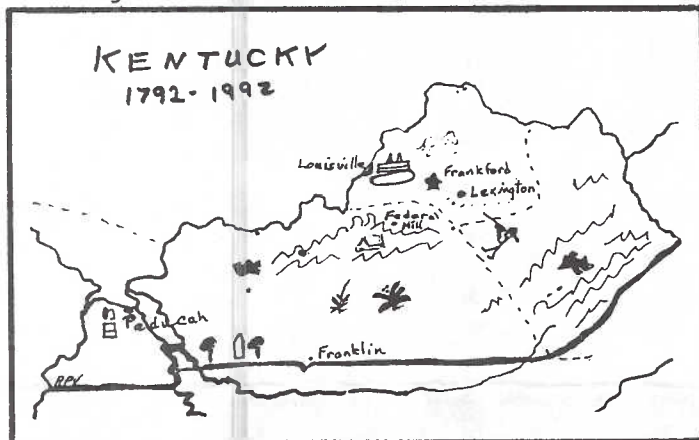 KENTUCKY
1792-1992
Louisville
Frankford
Lexington
Federal
Hill
Paducah
Franklin
RPV